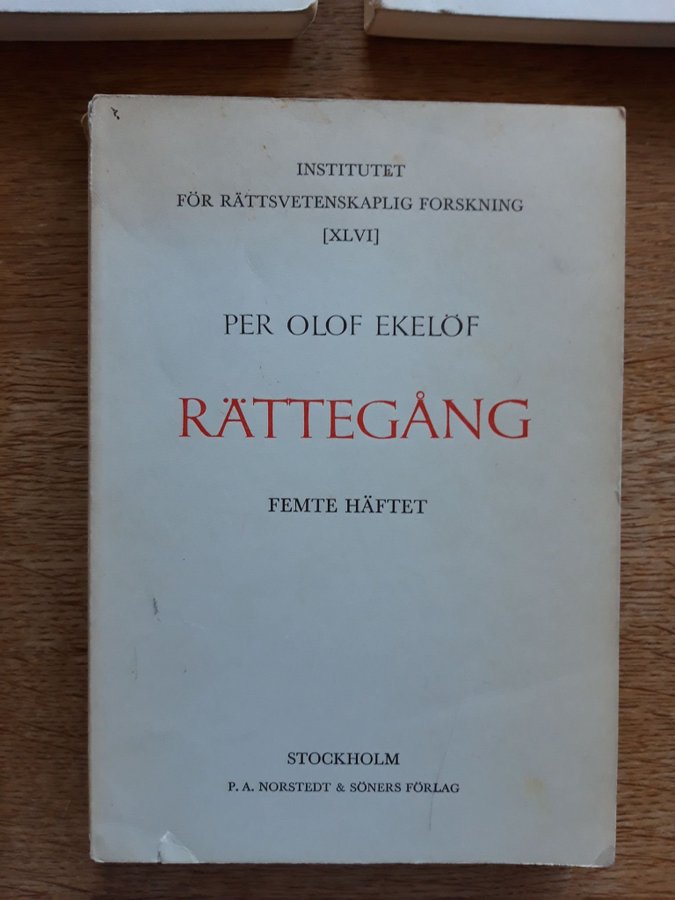 INSTITUTET
FÖR RÄTTSVETENSKAPLIG FORSKNING
[XLVI]
PER OLOF EKELÖF
RÄTTEGÅNG
FEMTE HÄFTET
STOCKHOLM
P. A. NORSTEDT & SÖNERS FÖRLAG